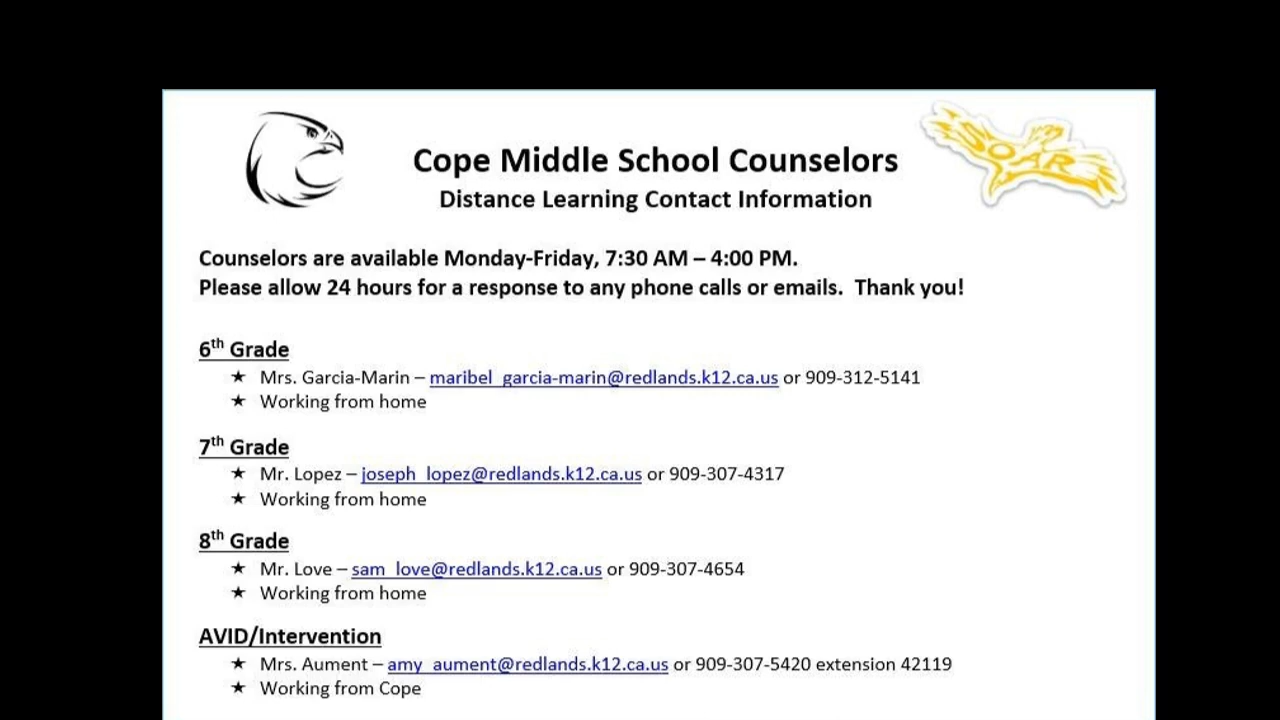 SOAR
Cope Middle School Counselors
Distance Learning Contact Information
Counselors are available Monday-Friday, 7:30 AM – 4:00 PM.
Please allow 24 hours for a response to any phone calls or emails.  Thank you!
6th Grade
★ Mrs. Garcia-Marin – maribel_garcia-marin@redlands.k12.ca.us or 909-312-5141
★ Working from home
7th Grade
★ Mr. Lopez – joseph_lopez@redlands.k12.ca.us or 909-307-4317
★ Working from home
8th Grade
★ Mr. Love – sam_love@redlands.k12.ca.us or 909-307-4654
★ Working from home
AVID/Intervention
★ Mrs. Aument – amy_aument@redlands.k12.ca.us or 909-307-5420 extension 42119
★ Working from Cope